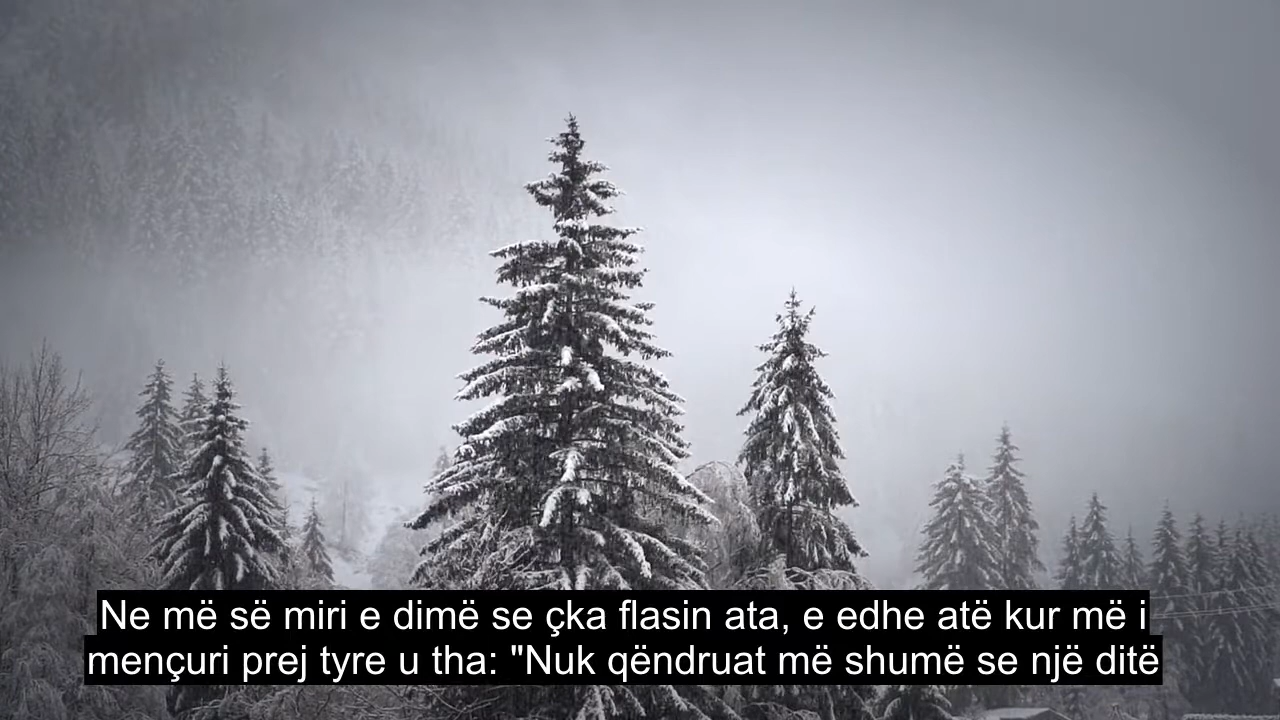 Ne më së miri e dimë se çka flasin ata, e edhe atë kur më i
mençuri prej tyre u tha: "Nuk qëndruat më shumë se një ditë